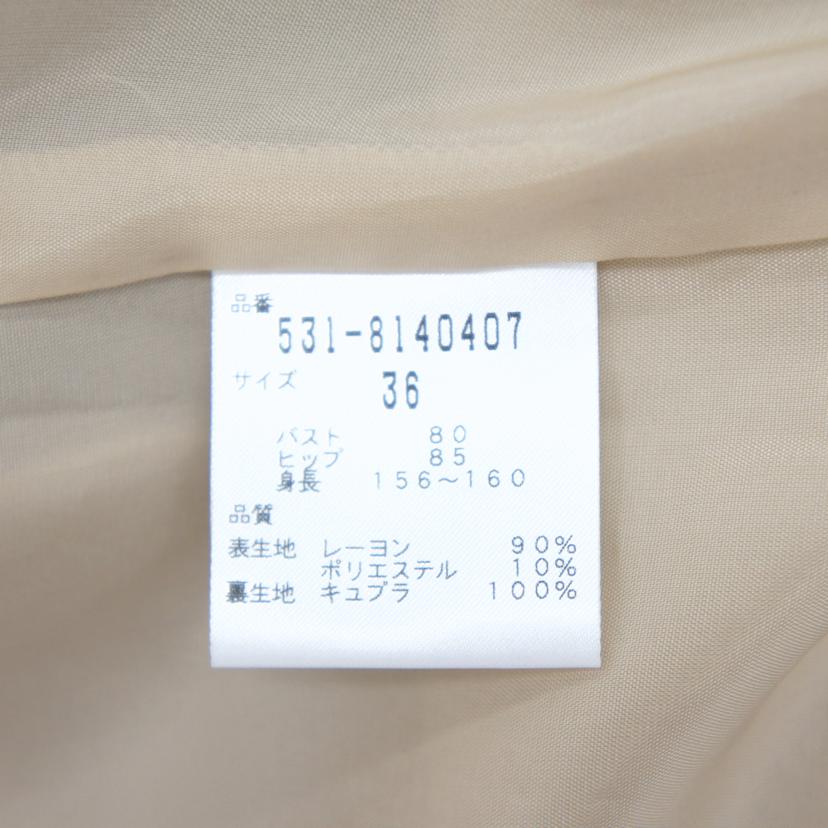 品番
531-8140407
サイズ 36
バスト 80
ヒップ 85
身長 156～160
品質
表生地 レーヨン 90%
ポリエステル 10%
裏生地 キュプラ 100%